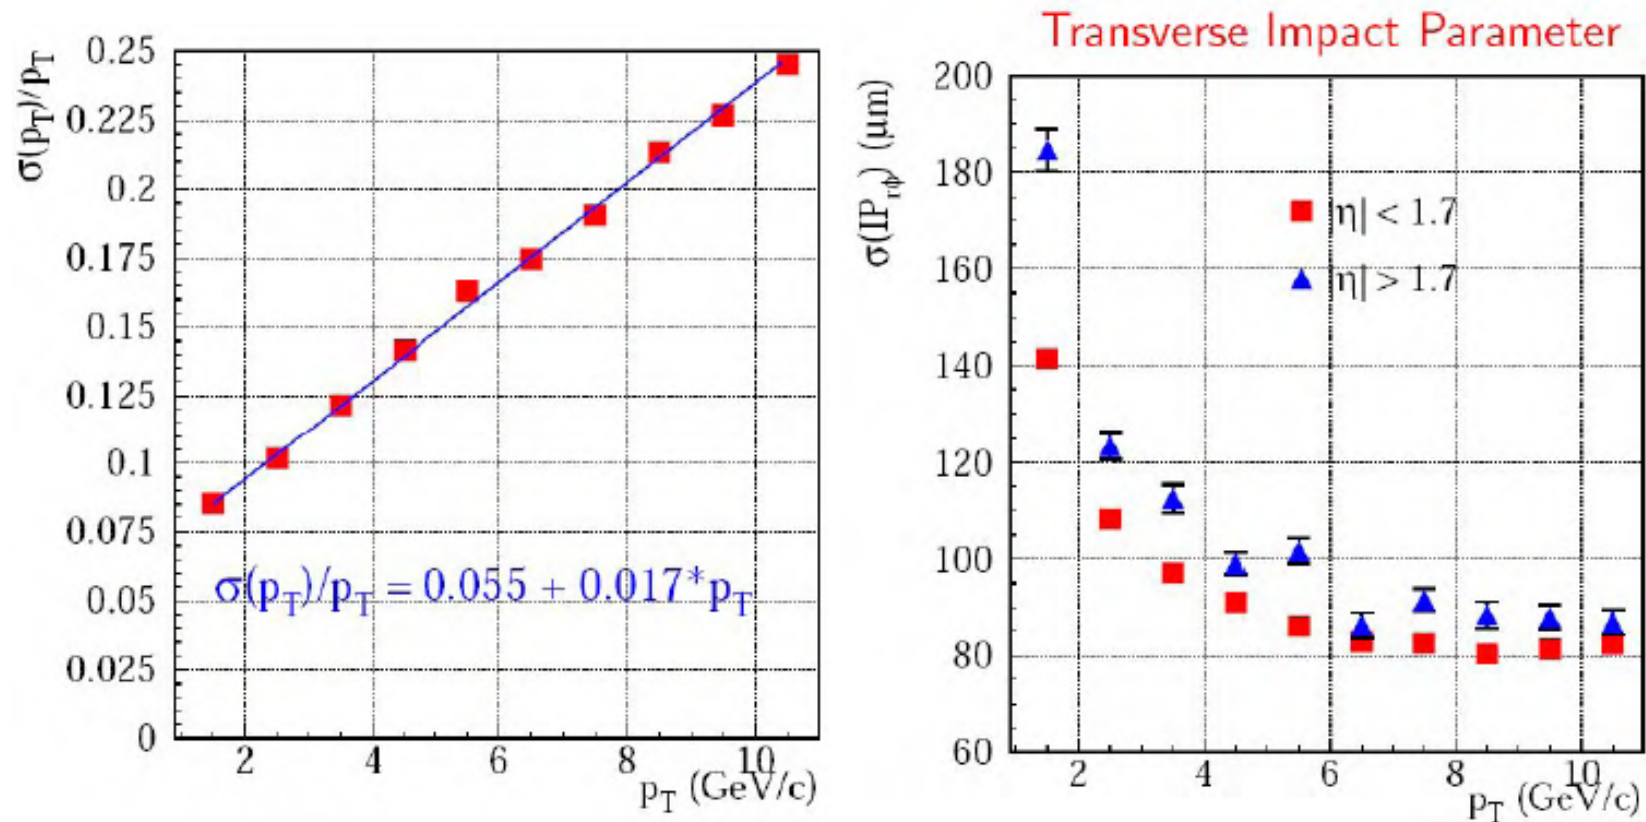 σ(p_T)/p_T
0.25
0.225
0.2
0.175
0.15
0.125
0.1
0.075
0.05
0.025
0
σ(p_T)/p_T = 0.055 + 0.017*p_T
2 4 6 8 10
p_T (GeV/c)
Transverse Impact Parameter
σ(IP_rϕ) (μm)
200
180
160
140
120
100
80
60
|η| < 1.7
|η| > 1.7
2 4 6 8 10
p_T (GeV/c)